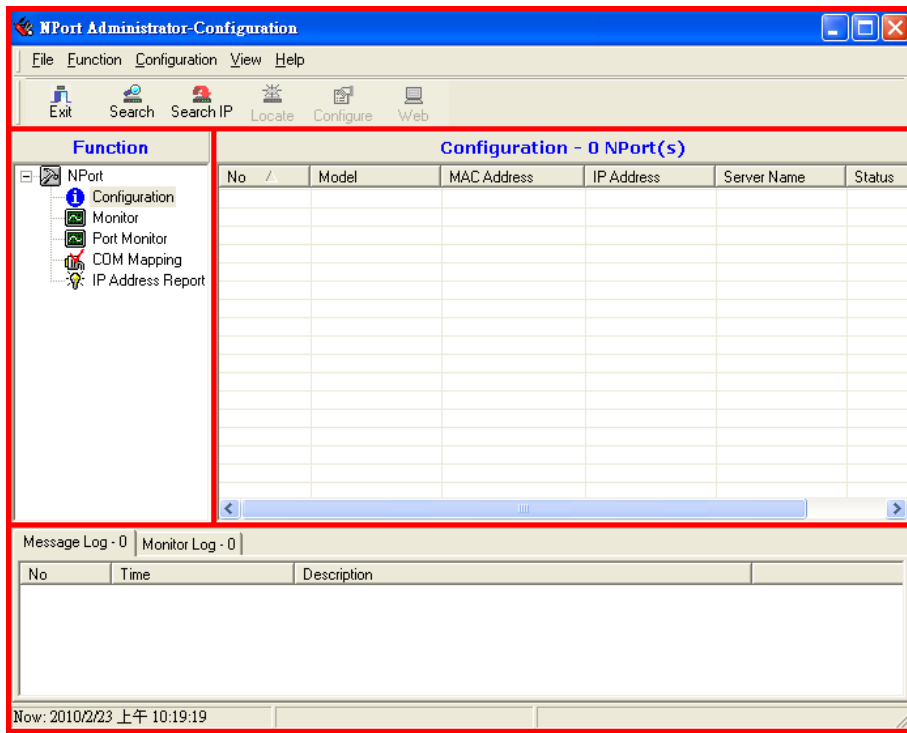 NPort Administrator-Configuration
File Function Configuration View Help
Exit Search Search IP Locate Configure Web
Function
NPort
Configuration
Monitor
Port Monitor
COM Mapping
IP Address Report
Configuration - 0 NPort(s)
No Model MAC Address IP Address Server Name Status
Message Log - 0 Monitor Log - 0
No Time Description
Now: 2010/2/23 上午 10:19:19